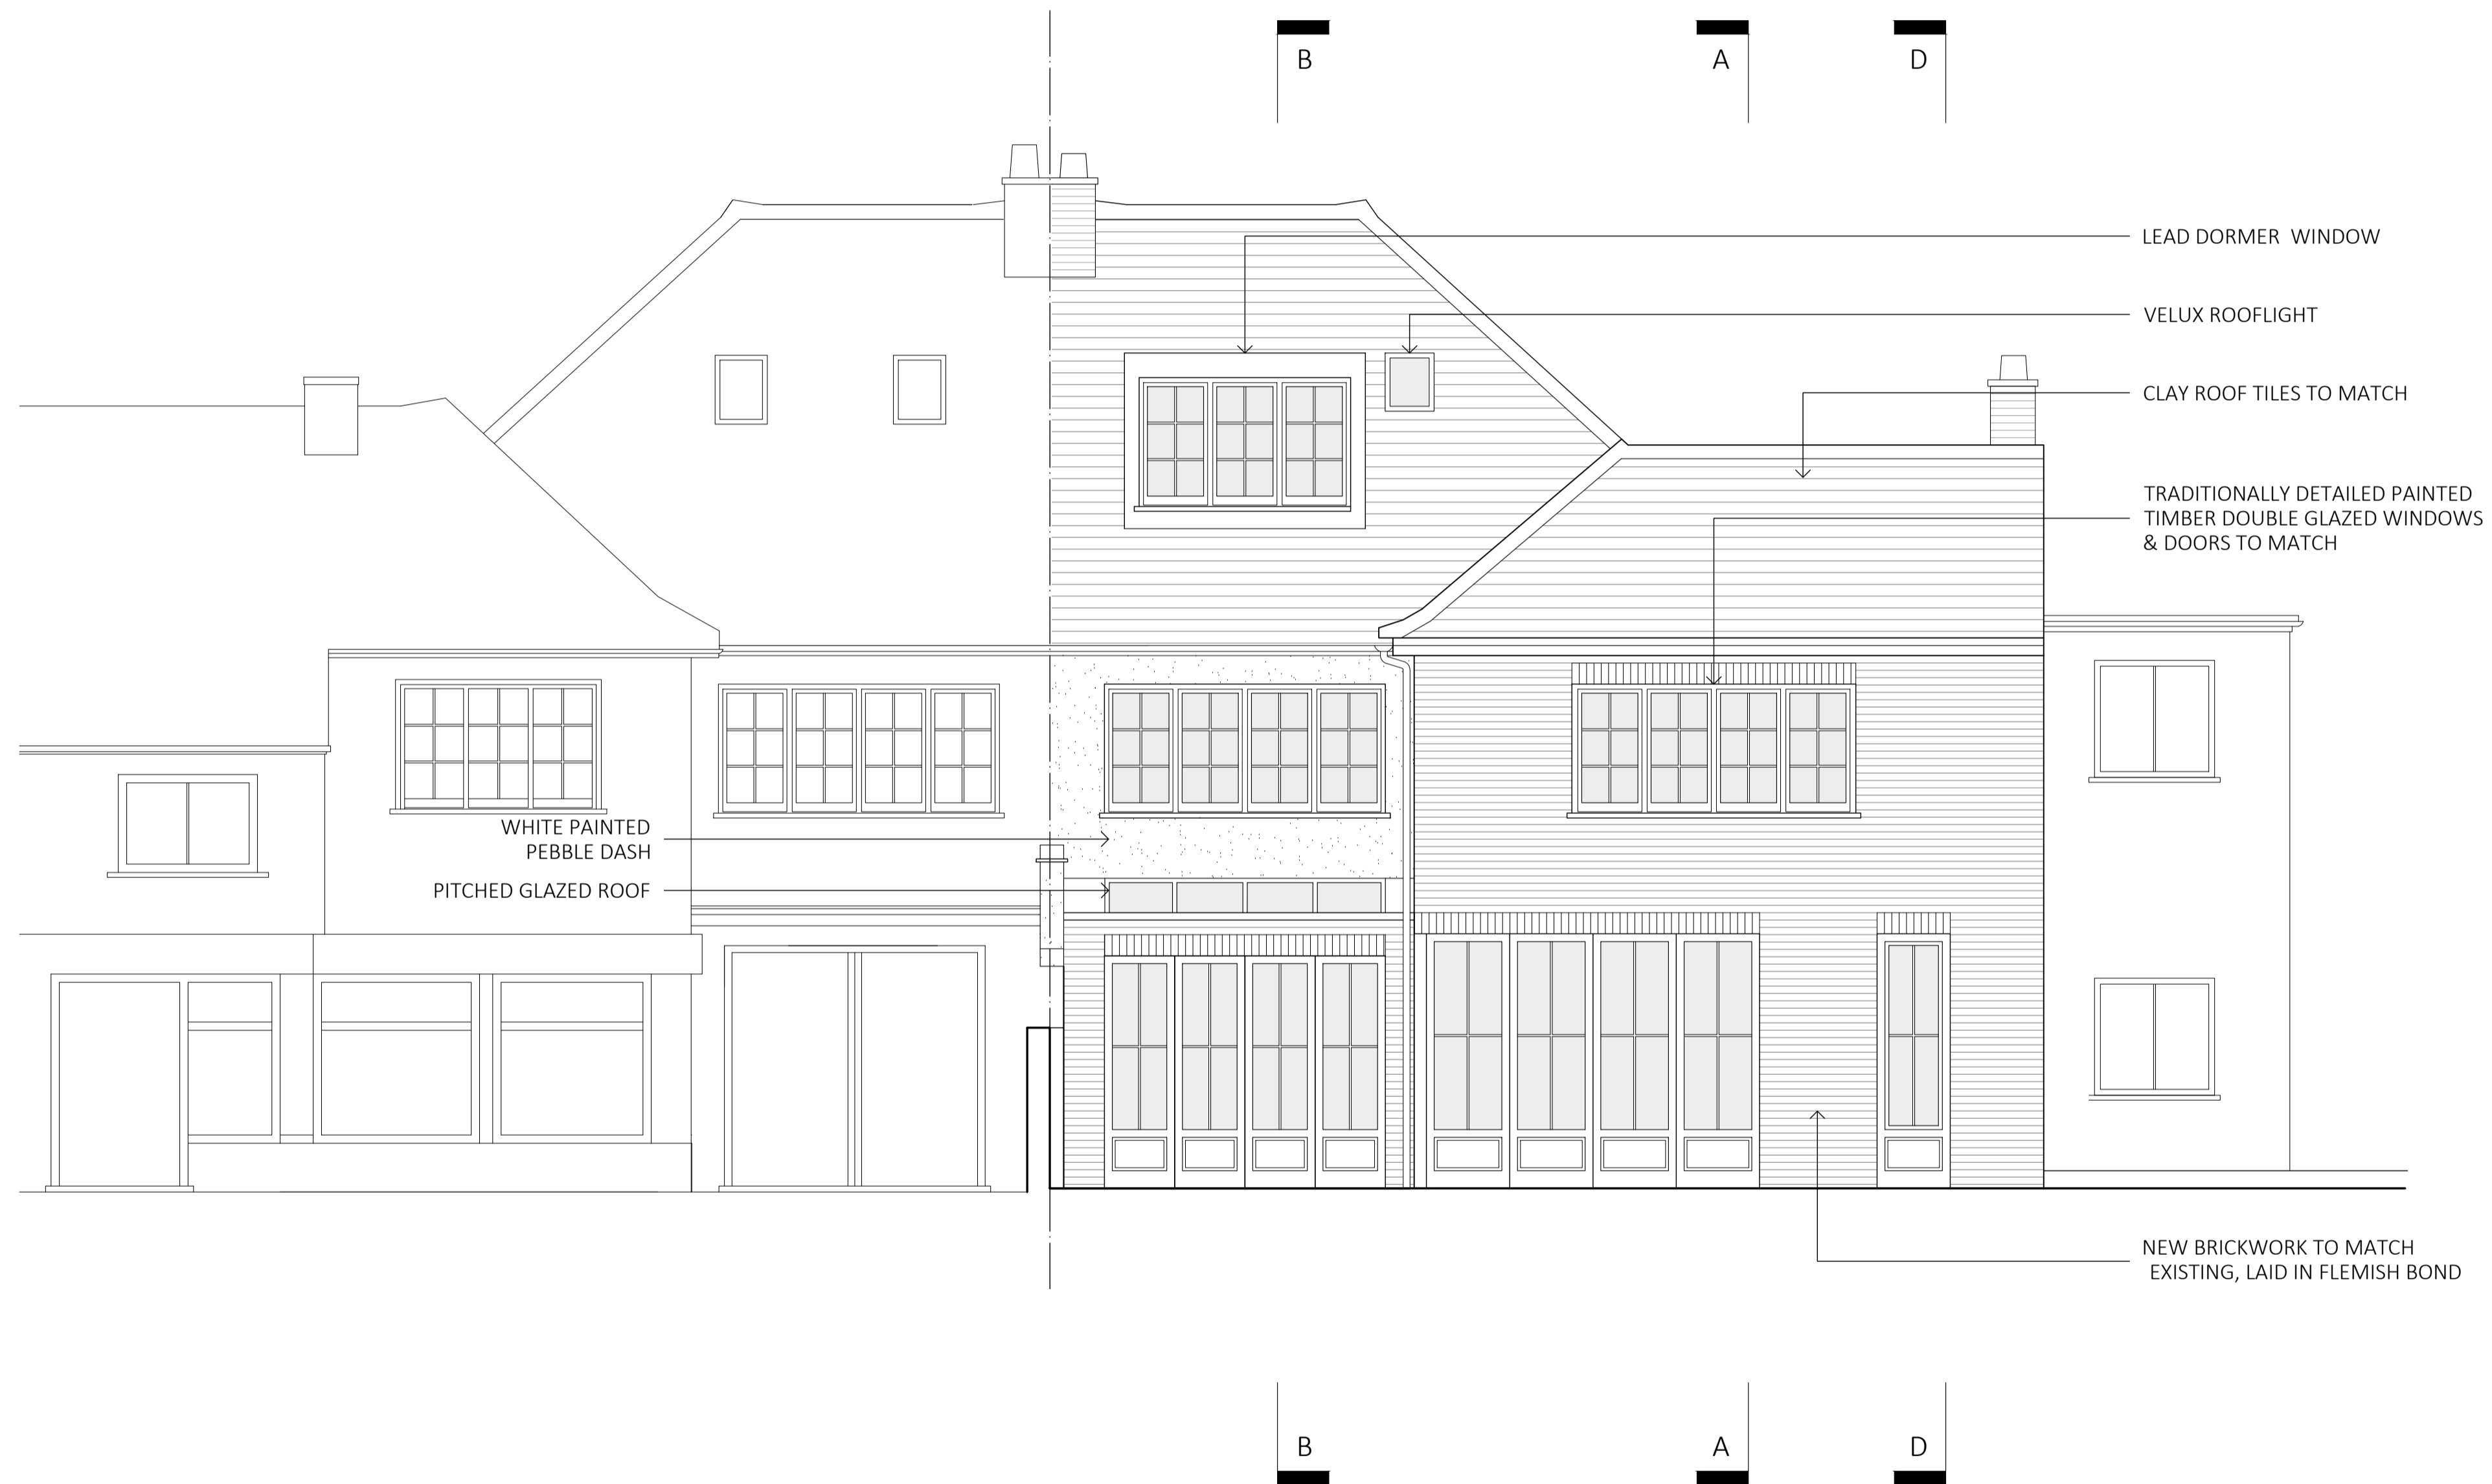 B
A
D
LEAD DORMER  WINDOW
VELUX ROOFLIGHT
CLAY ROOF TILES TO MATCH
TRADITIONALLY DETAILED PAINTED
TIMBER DOUBLE GLAZED WINDOWS
& DOORS TO MATCH
WHITE PAINTED
PEBBLE DASH
PITCHED GLAZED ROOF
NEW BRICKWORK TO MATCH
EXISTING, LAID IN FLEMISH BOND
B
A
D